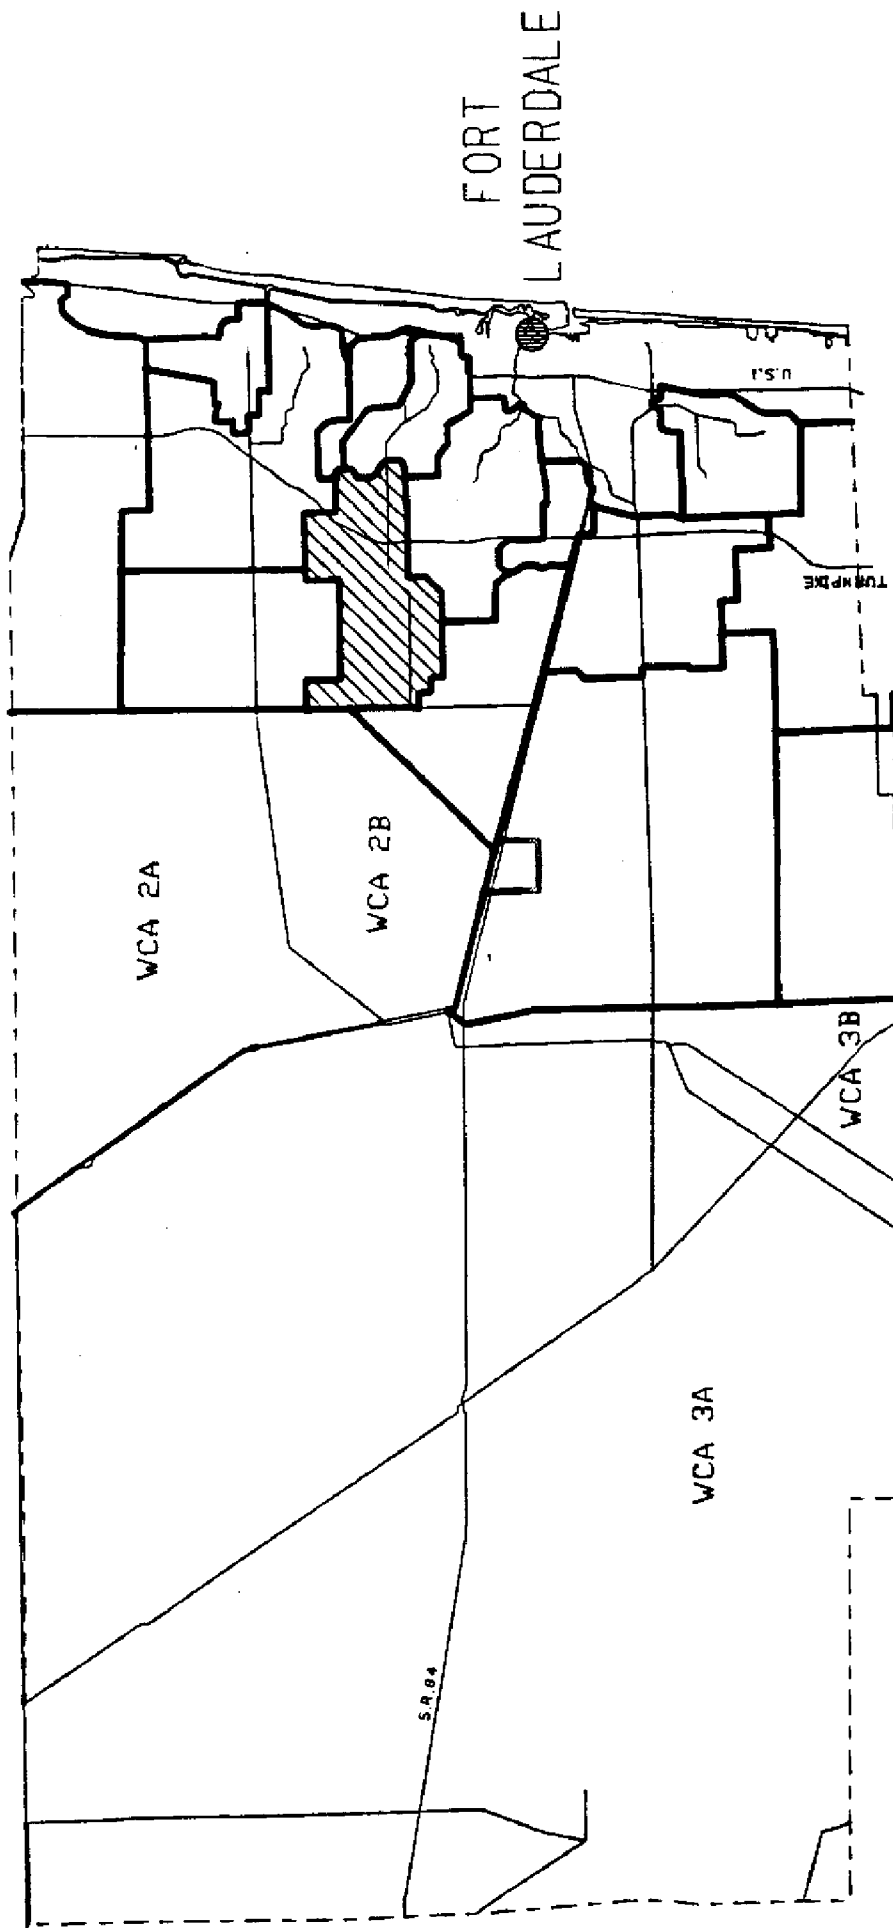 FORT
LAUDERDALE
U.S.1
TURNPIKE
WCA 2A
WCA 2B
WCA 3B
WCA 3A
S.R.84